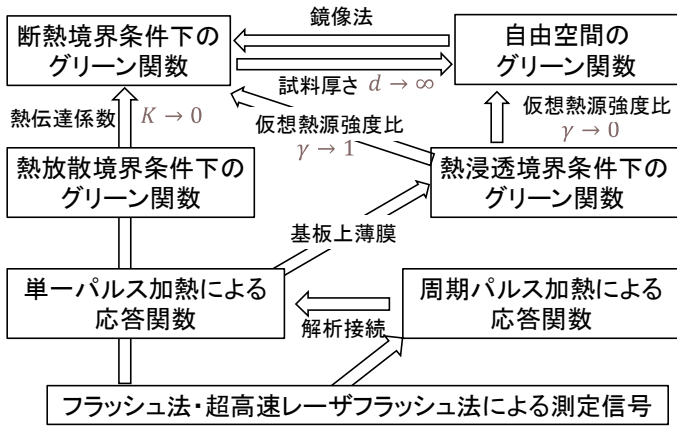 鏡像法
断熱境界条件下の
グリーン関数
自由空間の
グリーン関数
試料厚さ d → ∞
熱伝達係数 K → 0
仮想熱源強度比
γ → 1
仮想熱源強度比
γ → 0
熱放散境界条件下の
グリーン関数
熱浸透境界条件下の
グリーン関数
基板上薄膜
単一パルス加熱による
応答関数
周期パルス加熱による
応答関数
解析接続
フラッシュ法・超高速レーザフラッシュ法による測定信号